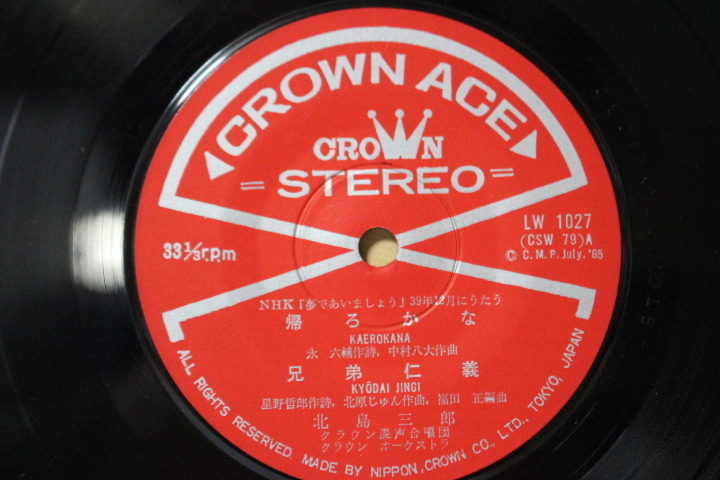 CROWN ACE
CROWN
= STEREO =
LW 1027
(CSW 79)A
© C.M.P. July. '65
33 1/3 r.p.m
NHK『夢であいましょう』39年12月にうたう
帰ろかな
KAEROKANA
永 六輔作詩, 中村八大作曲
兄弟仁義
KYŌDAI JINGI
星野哲郎作詩, 北原じゅん作曲, 福田 正編曲
北島三郎
クラウン混声合唱団
クラウン オーケストラ
ALL RIGHTS RESERVED. MADE BY NIPPON, CROWN CO., LTD., TOKYO, JAPAN